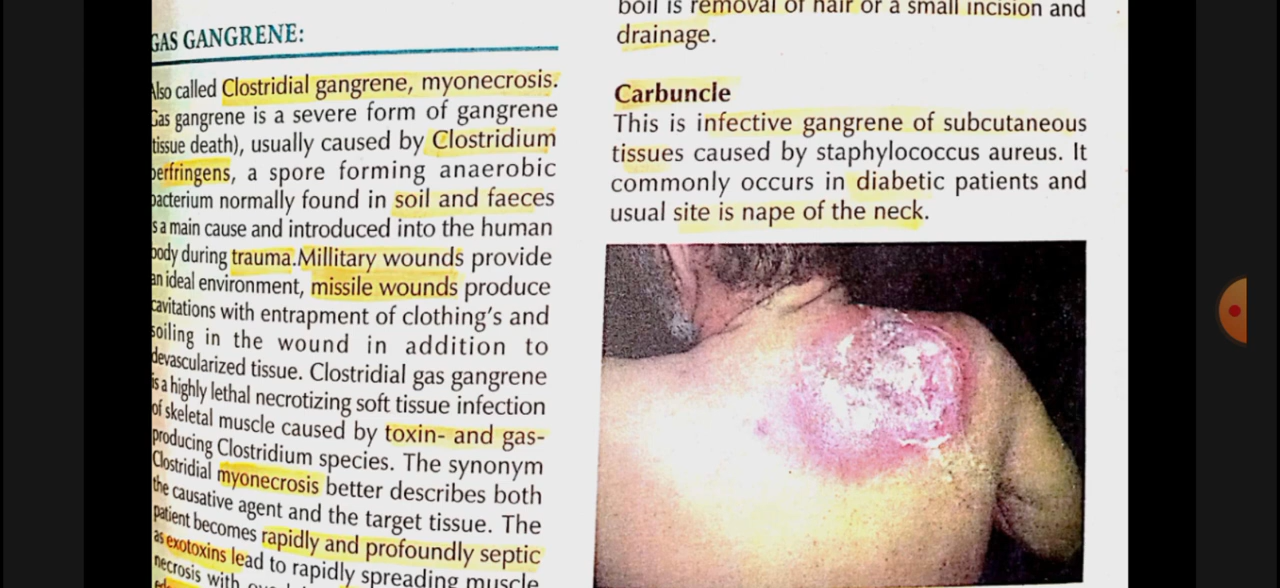 GAS GANGRENE:
Also called Clostridial gangrene, myonecrosis.
Gas gangrene is a severe form of gangrene
tissue death), usually caused by Clostridium
perfringens, a spore forming anaerobic
bacterium normally found in soil and faeces
is a main cause and introduced into the human
body during trauma.Millitary wounds provide
an ideal environment, missile wounds produce
cavitations with entrapment of clothing's and
soiling in the wound in addition to
devascularized tissue. Clostridial gas gangrene
is a highly lethal necrotizing soft tissue infection
of skeletal muscle caused by toxin- and gas-
producing Clostridium species. The synonym
Clostridial myonecrosis better describes both
the causative agent and the target tissue. The
patient becomes rapidly and profoundly septic
as exotoxins lead to rapidly spreading muscle
necrosis with
boil is removal of hair or a small incision and
drainage.
Carbuncle
This is infective gangrene of subcutaneous
tissues caused by staphylococcus aureus. It
commonly occurs in diabetic patients and
usual site is nape of the neck.